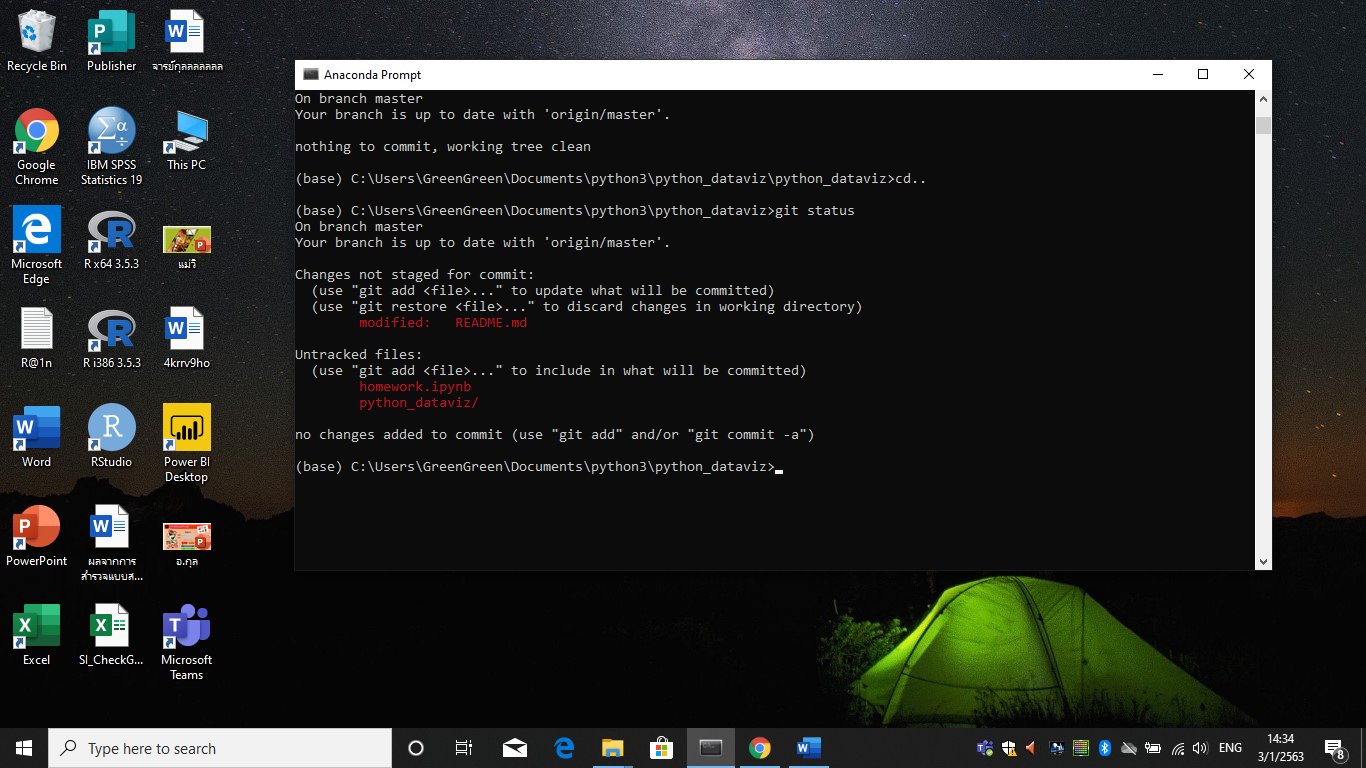 Recycle Bin
Publisher
จารย์กุลลลลลลล
Google
Chrome
IBM SPSS
Statistics 19
This PC
Microsoft
Edge
R x64 3.5.3
แม่วิ
R@1n
R i386 3.5.3
4krrv9ho
Word
RStudio
Power BI
Desktop
PowerPoint
ผลจากการ
สำรวจแบบส...
อ.กุล
Excel
SI_CheckG...
Microsoft
Teams
Anaconda Prompt
On branch master
Your branch is up to date with 'origin/master'.
nothing to commit, working tree clean
(base) C:\Users\GreenGreen\Documents\python3\python_dataviz\python_dataviz>cd..
(base) C:\Users\GreenGreen\Documents\python3\python_dataviz>git status
On branch master
Your branch is up to date with 'origin/master'.
Changes not staged for commit:
(use "git add <file>..." to update what will be committed)
(use "git restore <file>..." to discard changes in working directory)
modified:   README.md
Untracked files:
(use "git add <file>..." to include in what will be committed)
homework.ipynb
python_dataviz/
no changes added to commit (use "git add" and/or "git commit -a")
(base) C:\Users\GreenGreen\Documents\python3\python_dataviz>
Type here to search
ENG
14:34
3/1/2563
8